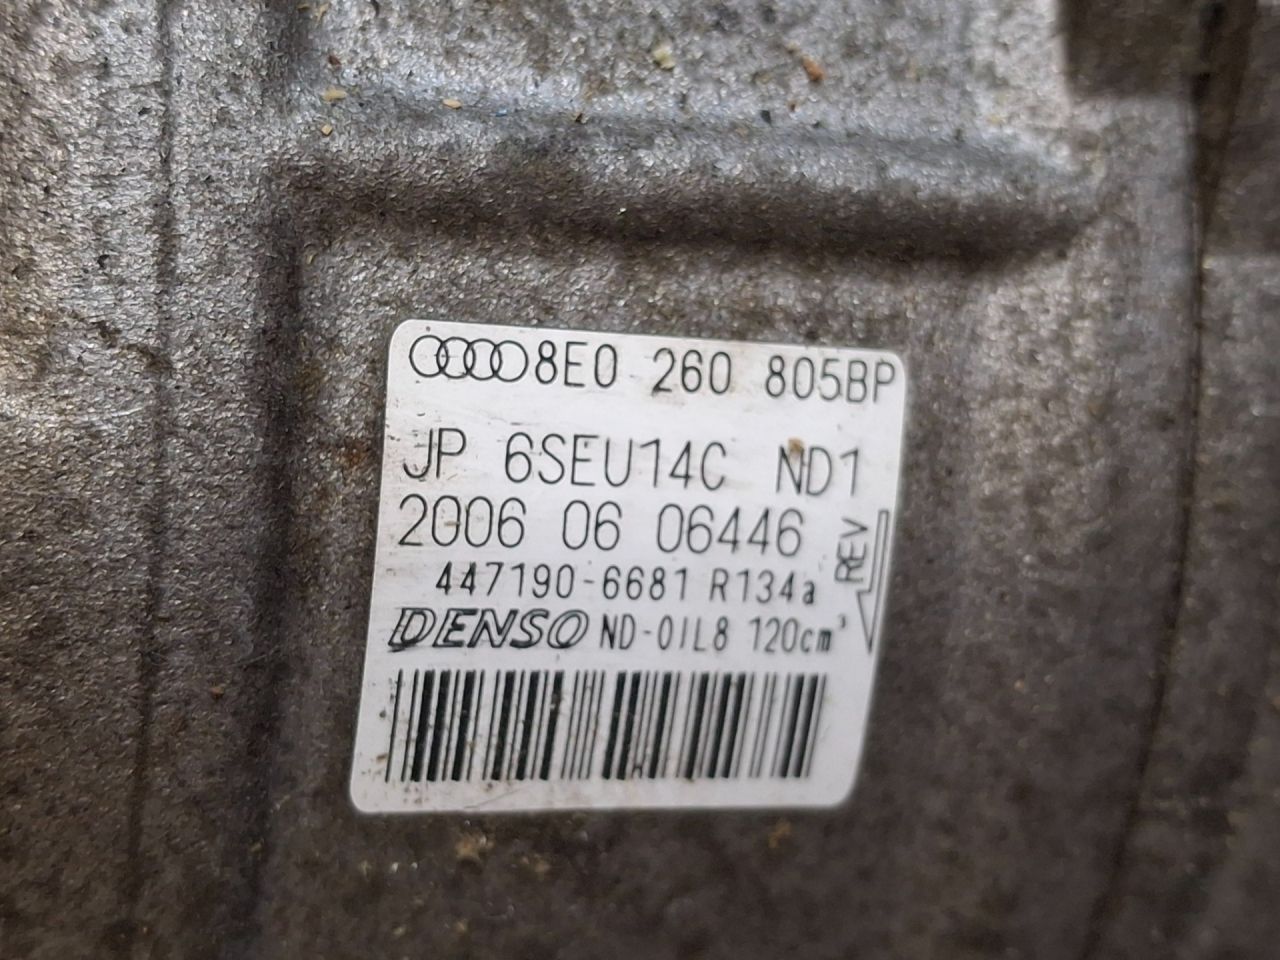 8E0 260 805BP
JP 6SEU14C ND1
2006 06 06446
447190-6681 R134a
DENSO ND-OIL8 120cm³
REV